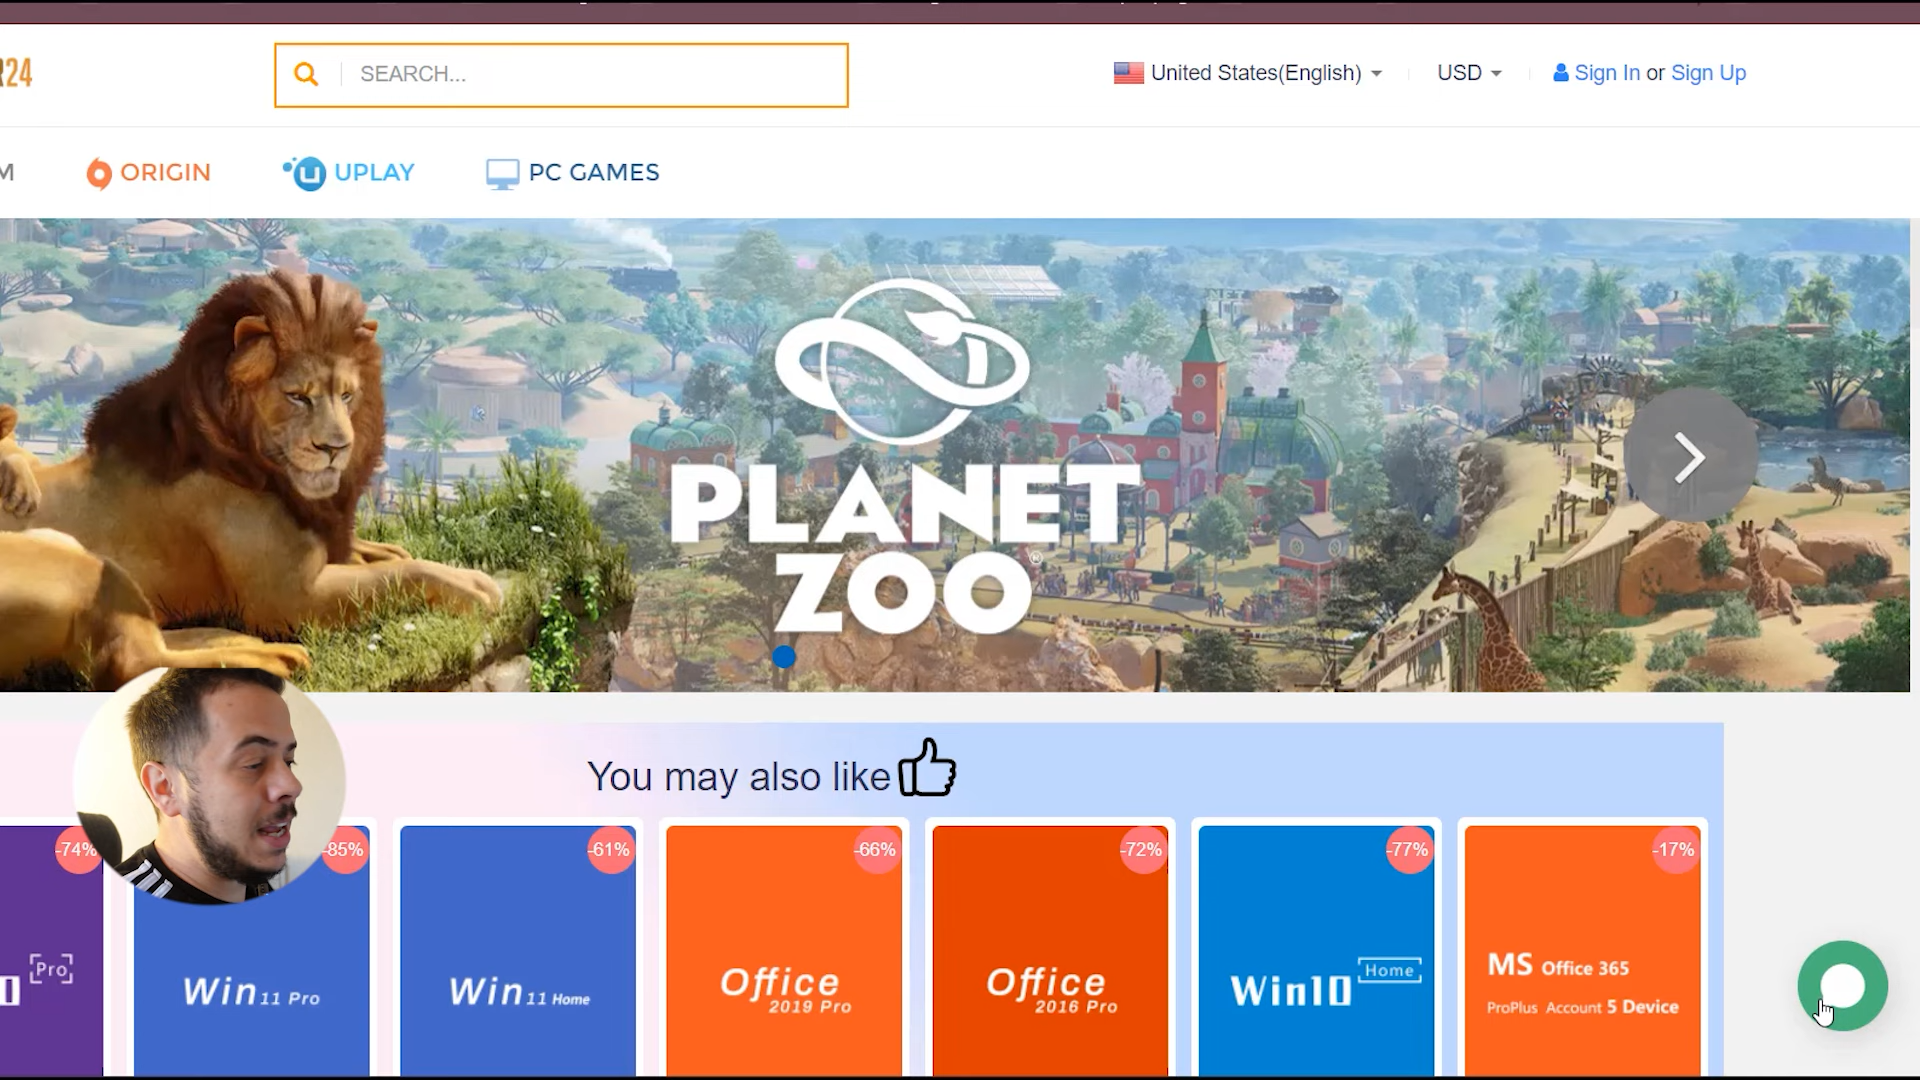 R24
SEARCH...
United States(English)
USD
Sign In or Sign Up
M
ORIGIN
UPLAY
PC GAMES
PLANET
ZOO®
You may also like
-74%
-85%
-61%
-66%
-72%
-77%
-17%
0 Pro
Win 11 Pro
Win 11 Home
Office
2019 Pro
Office
2016 Pro
Win10 Home
MS Office 365
ProPlus Account 5 Device